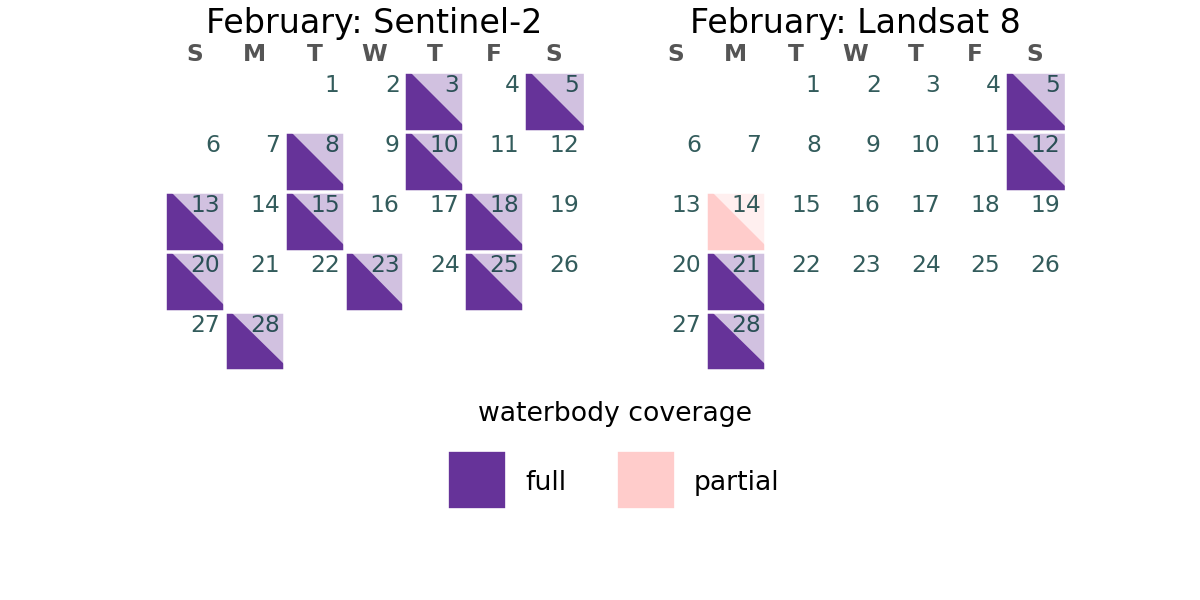 February: Sentinel-2
S M T W T F S
1 2 3 4 5
6 7 8 9 10 11 12
13 14 15 16 17 18 19
20 21 22 23 24 25 26
27 28
February: Landsat 8
S M T W T F S
1 2 3 4 5
6 7 8 9 10 11 12
13 14 15 16 17 18 19
20 21 22 23 24 25 26
27 28
waterbody coverage
full
partial